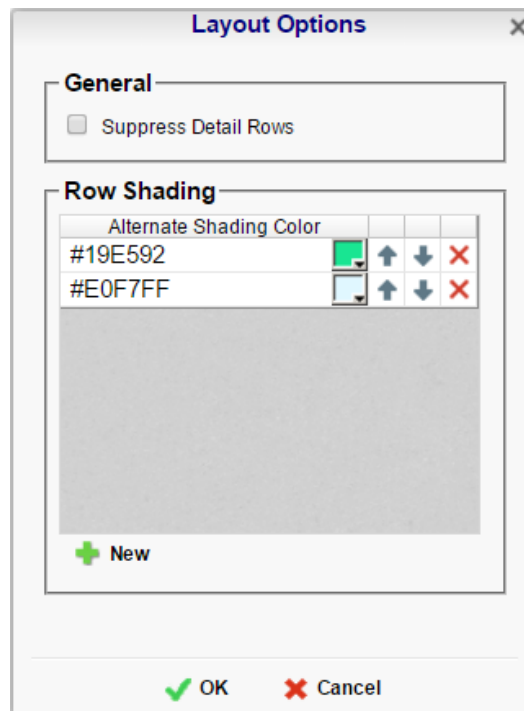 Layout Options
General
Suppress Detail Rows
Row Shading
Alternate Shading Color
#19E592
#E0F7FF
New
OK Cancel